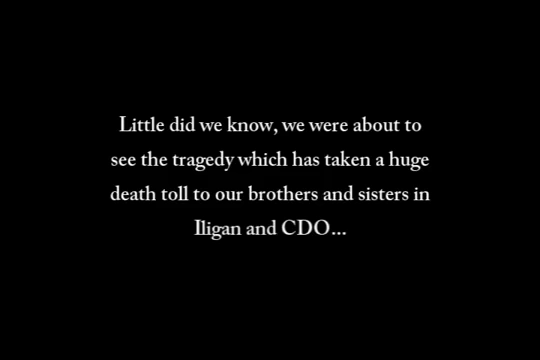 Little did we know, we were about to
see the tragedy which has taken a huge
death toll to our brothers and sisters in
Iligan and CDO...